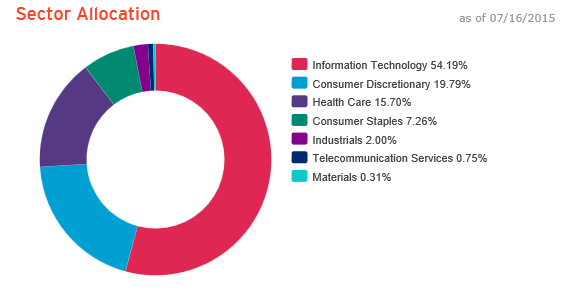 Sector Allocation
as of 07/16/2015
Information Technology 54.19%
Consumer Discretionary 19.79%
Health Care 15.70%
Consumer Staples 7.26%
Industrials 2.00%
Telecommunication Services 0.75%
Materials 0.31%